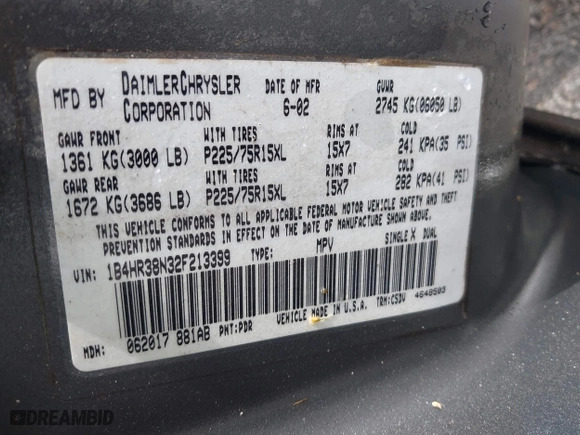 MFD BY DAIMLERCHRYSLER CORPORATION DATE OF MFR 6-02 GVWR 2745 KG(06050 LB)
GAWR FRONT WITH TIRES RIMS AT COLD
1361 KG(3000 LB) P225/75R15XL 15X7 241 KPA(35 PSI)
GAWR REAR WITH TIRES RIMS AT COLD
1672 KG(3686 LB) P225/75R15XL 15X7 282 KPA(41 PSI)
THIS VEHICLE CONFORMS TO ALL APPLICABLE FEDERAL MOTOR VEHICLE SAFETY AND THEFT
PREVENTION STANDARDS IN EFFECT ON THE DATE OF MANUFACTURE SHOWN ABOVE.
VIN: 1B4HR38N32F213399 TYPE: MPV SINGLE X DUAL
MDH: 062017 881AB PNT:PDR VEHICLE MADE IN U.S.A. TRM:CSDV 4648503
DREAMBID